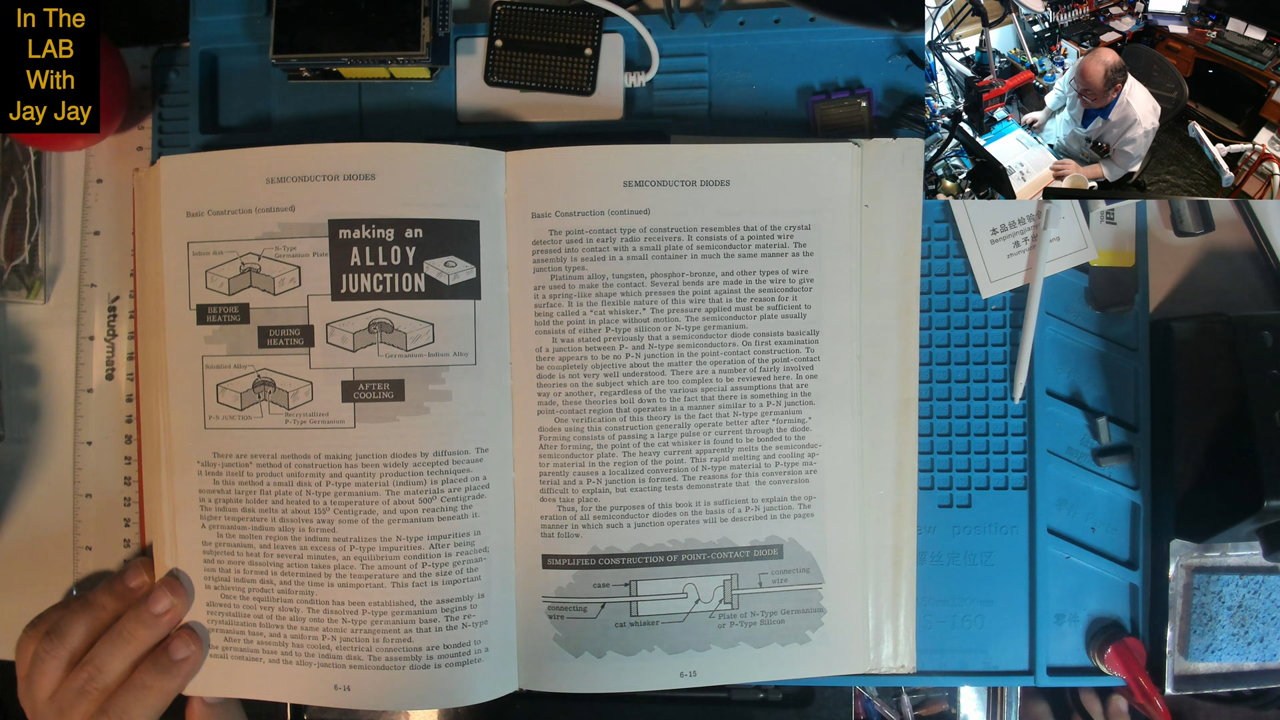 In The
LAB
With
Jay Jay
SEMICONDUCTOR DIODES
Basic Construction (continued)
making an
ALLOY
JUNCTION
Indium disk
N-Type
Germanium Plate
BEFORE
HEATING
DURING
HEATING
Germanium-Indium Alloy
Solidified Alloy
AFTER
COOLING
P-N JUNCTION
Recrystallized
P-Type Germanium
There are several methods of making junction diodes by diffusion. The
"alloy-junction" method of construction has been widely accepted because
it lends itself to product uniformity and quantity production techniques.
In this method a small disk of P-type material (indium) is placed on a
somewhat larger flat plate of N-type germanium. The materials are placed
in a graphite holder and heated to a temperature of about 500° Centigrade.
The indium disk melts at about 155° Centigrade, and upon reaching the
higher temperature it dissolves away some of the germanium beneath it.
A germanium-indium alloy is formed.
In the molten region the indium neutralizes the N-type impurities in
the germanium, and leaves an excess of P-type impurities. After being
subjected to heat for several minutes, an equilibrium condition is reached;
and no more dissolving action takes place. The amount of P-type german-
ium that is formed is determined by the temperature and the size of the
original indium disk, and the time is unimportant. This fact is important
in achieving product uniformity.
Once the equilibrium condition has been established, the assembly is
allowed to cool very slowly. The dissolved P-type germanium begins to
recrystallize out of the alloy onto the N-type germanium base. The re-
crystallization follows the same atomic arrangement as that in the N-type
germanium base, and a uniform P-N junction is formed.
After the assembly has cooled, electrical connections are bonded to
the germanium base and to the indium disk. The assembly is mounted in a
small container, and the alloy-junction semiconductor diode is complete.
6-14
SEMICONDUCTOR DIODES
Basic Construction (continued)
The point-contact type of construction resembles that of the crystal
detector used in early radio receivers. It consists of a pointed wire
pressed into contact with a small plate of semiconductor material. The
assembly is sealed in a small container in much the same manner as the
junction types.
Platinum alloy, tungsten, phosphor-bronze, and other types of wire
are used to make the contact. Several bends are made in the wire to give
it a spring-like shape which presses the point against the semiconductor
surface. It is the flexible nature of this wire that is the reason for it
being called a "cat whisker." The pressure applied must be sufficient to
hold the point in place without motion. The semiconductor plate usually
consists of either P-type silicon or N-type germanium.
It was stated previously that a semiconductor diode consists basically
of a junction between P- and N-type semiconductors. On first examination
there appears to be no P-N junction in the point-contact construction. To
be completely objective about the matter the operation of the point-contact
diode is not very well understood. There are a number of fairly involved
theories on the subject which are too complex to be reviewed here. In one
way or another, regardless of the various special assumptions that are
made, these theories boil down to the fact that there is something in the
point-contact region that operates in a manner similar to a P-N junction.
One verification of this theory is the fact that N-type germanium
diodes using this construction generally operate better after "forming."
Forming consists of passing a large pulse or current through the diode.
After forming, the point of the cat whisker is found to be bonded to the
semiconductor plate. The heavy current apparently melts the semiconduc-
tor material in the region of the point. This rapid melting and cooling ap-
parently causes a localized conversion of N-type material to P-type ma-
terial and a P-N junction is formed. The reasons for this conversion are
difficult to explain, but exacting tests demonstrate that the conversion
does take place.
Thus, for the purposes of this book it is sufficient to explain the op-
eration of all semiconductor diodes on the basis of a P-N junction. The
manner in which such a junction operates will be described in the pages
that follow.
SIMPLIFIED CONSTRUCTION OF POINT-CONTACT DIODE
case
connecting
wire
connecting
wire
cat whisker
Plate of N-Type Germanium
or P-Type Silicon
6-15
studymate
本品经检验
准予出
position
丝定位区